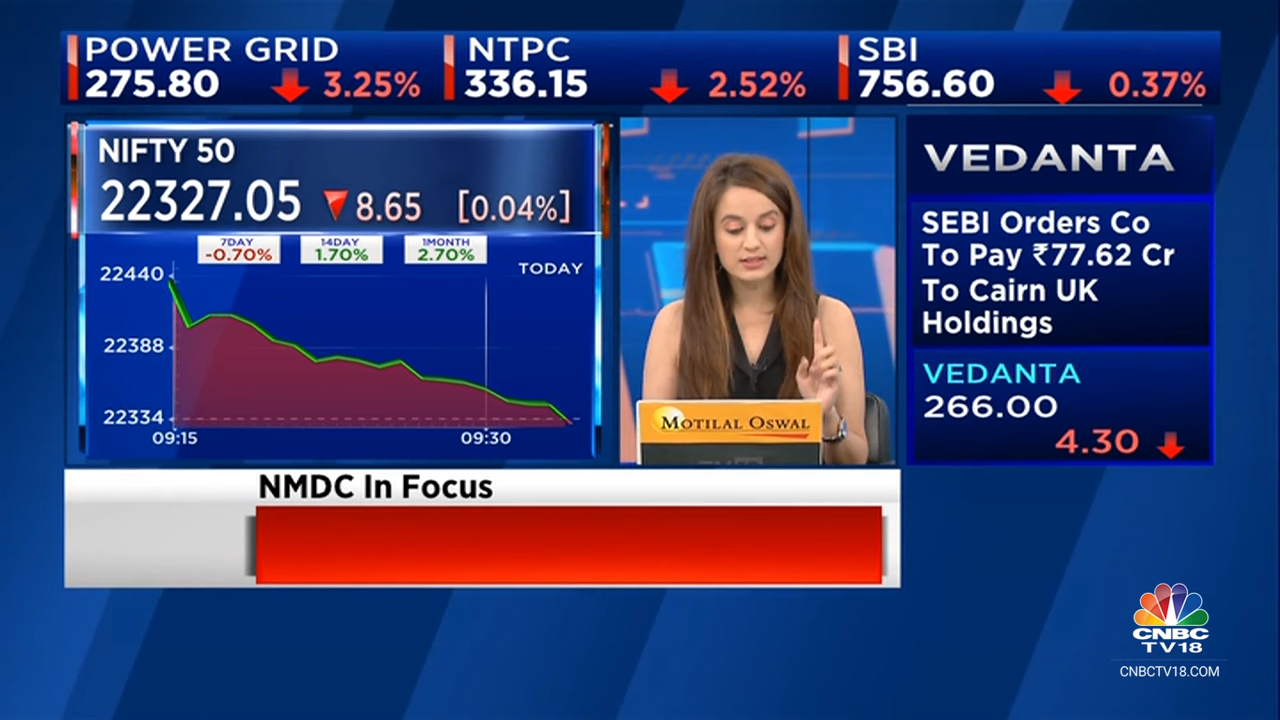 POWER GRID
275.80 3.25%
NTPC
336.15 2.52%
SBI
756.60 0.37%
NIFTY 50
22327.05 8.65 [0.04%]
7DAY
-0.70%
14DAY
1.70%
1MONTH
2.70%
TODAY
22440
22388
22334
09:15 09:30
MOTILAL OSWAL
VEDANTA
SEBI Orders Co
To Pay ₹77.62 Cr
To Cairn UK
Holdings
VEDANTA
266.00
4.30
NMDC In Focus
CNBC
TV18
CNBCTV18.COM